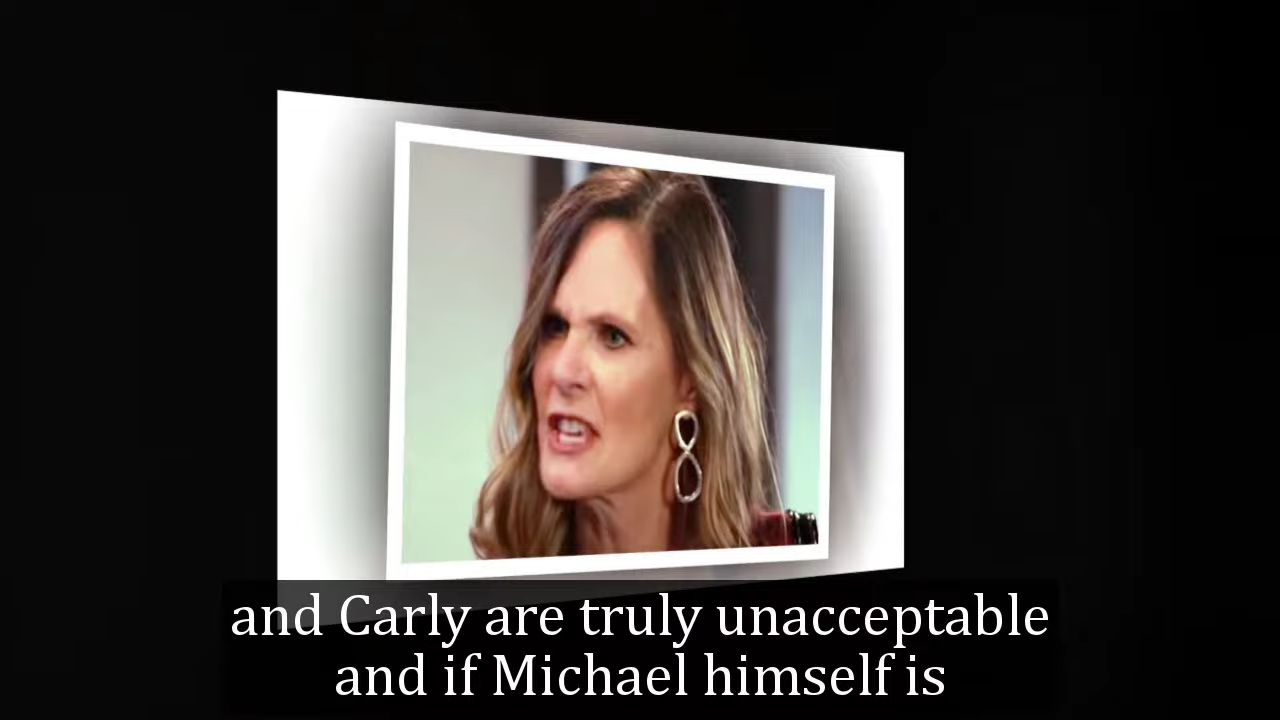 and Carly are truly unacceptable
and if Michael himself is